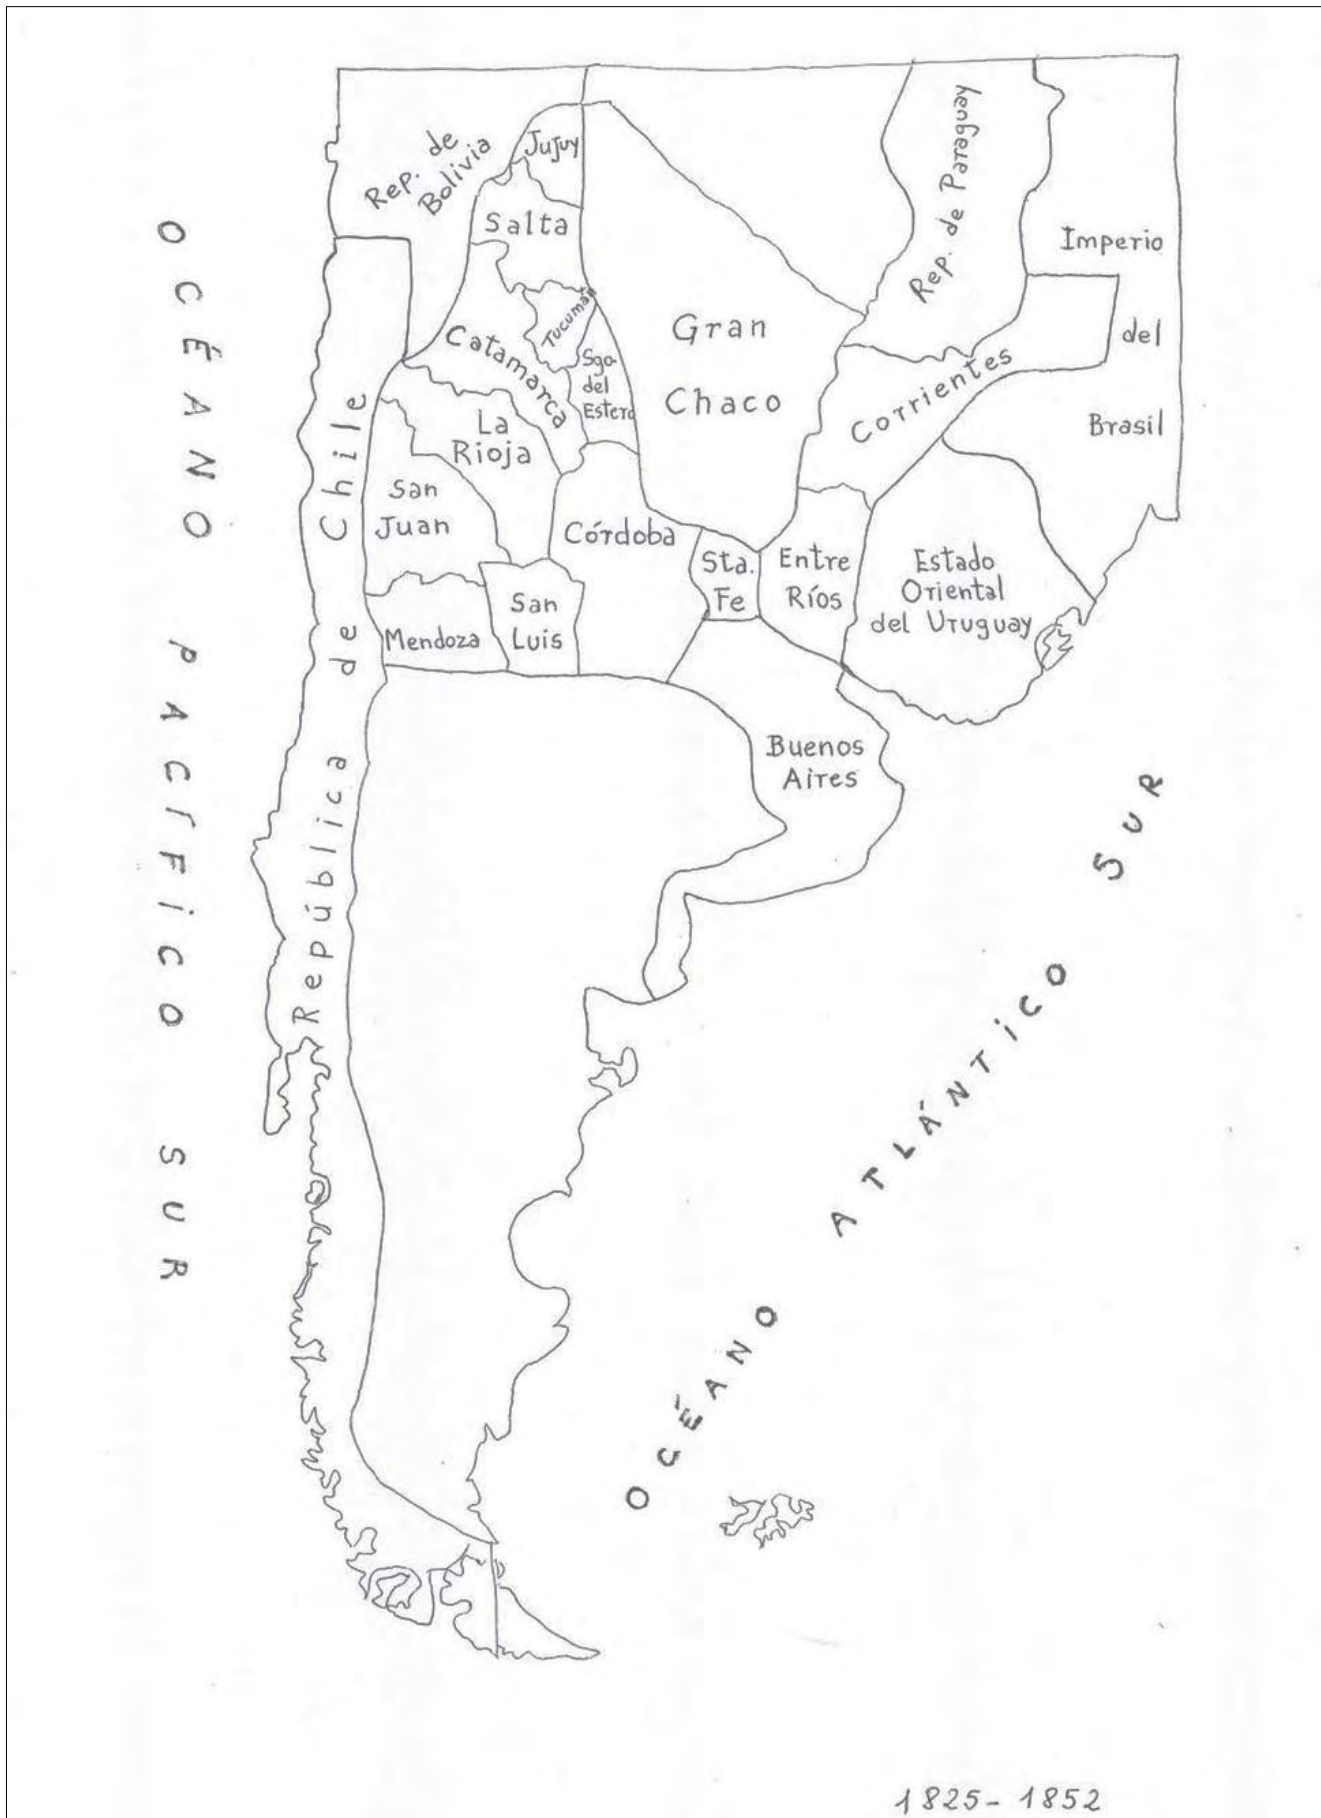 Rep. de
Bolivia
Jujuy
Salta
Tucumán
Catamarca
Sgo.
del
Estero
Gran
Chaco
Rep. de Paraguay
Imperio
del
Brasil
Corrientes
La
Rioja
San
Juan
Córdoba
Sta.
Fe
Entre
Ríos
Estado
Oriental
del Uruguay
Mendoza
San
Luis
Buenos
Aires
República de Chile
OCÉANO PACÍFICO SUR
OCÉANO ATLÁNTICO SUR
1825-1852